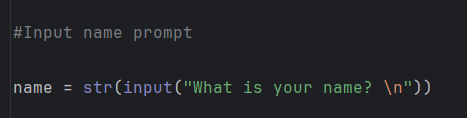 #Input name prompt
name = str(input("What is your name? \n"))